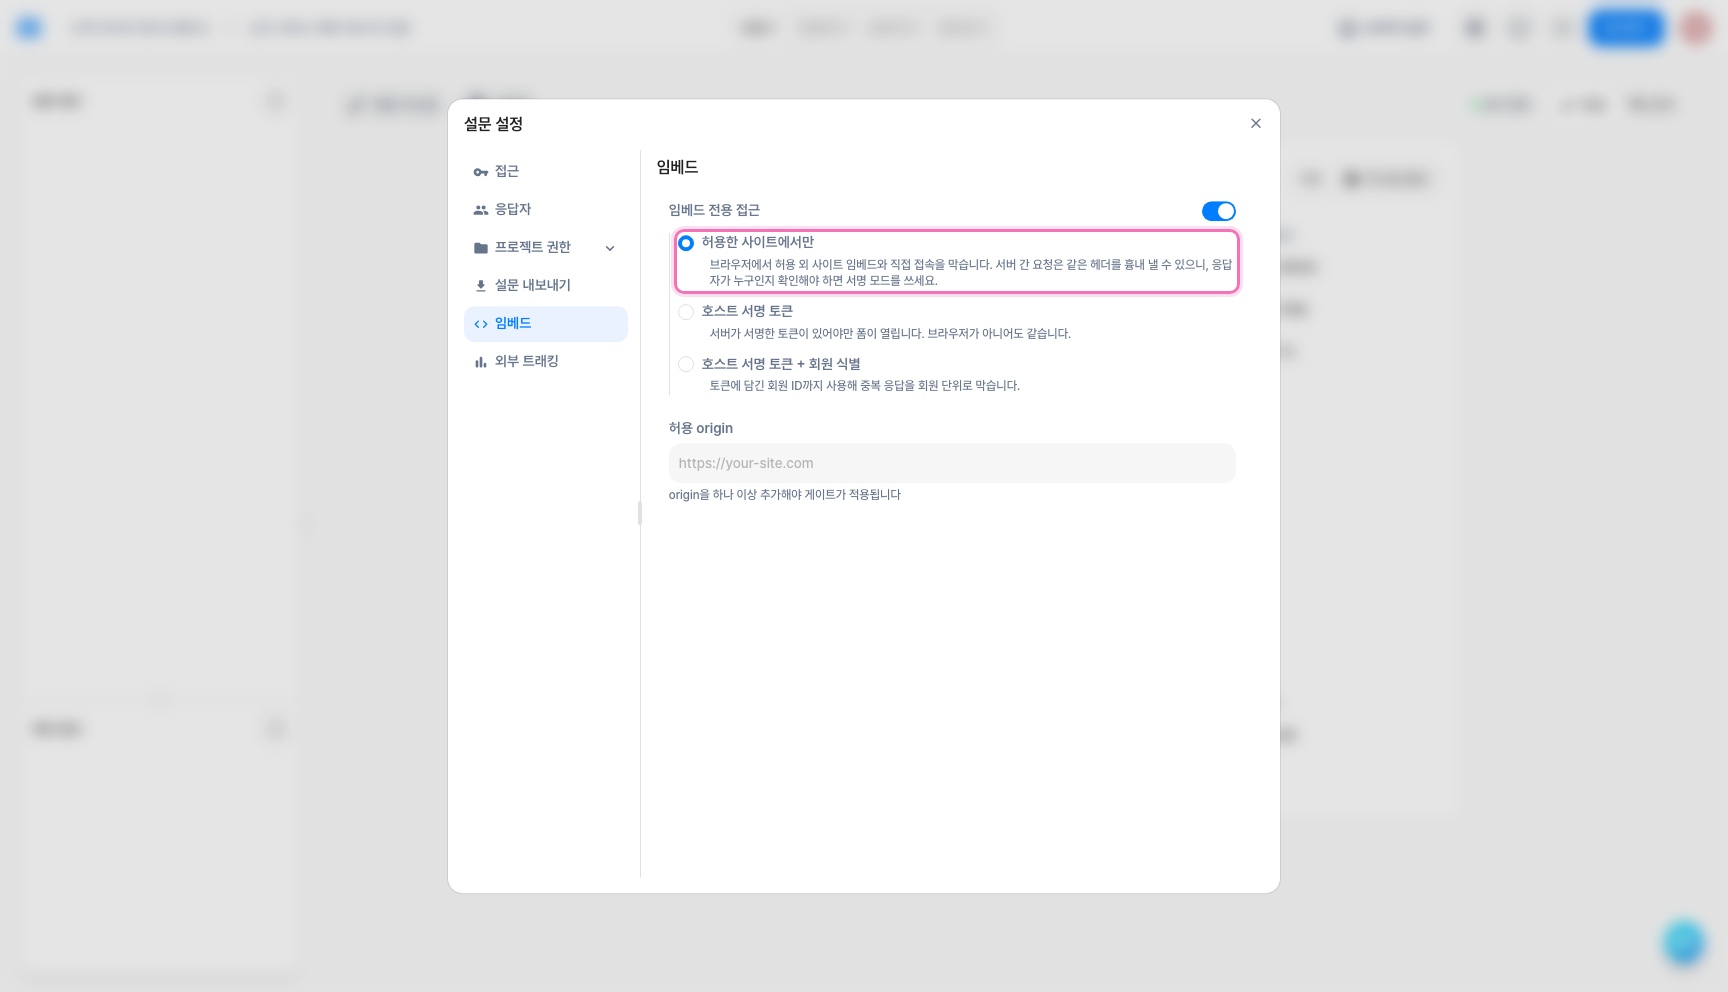 설문 설정
접근
응답자
프로젝트 권한
설문 내보내기
임베드
외부 트래킹
임베드
임베드 전용 접근
허용한 사이트에서만
브라우저에서 허용 외 사이트 임베드와 직접 접속을 막습니다. 서버 간 요청은 같은 헤더를 흉내 낼 수 있으니, 응답
자가 누구인지 확인해야 하면 서명 모드를 쓰세요.
호스트 서명 토큰
서버가 서명한 토큰이 있어야만 폼이 열립니다. 브라우저가 아니어도 같습니다.
호스트 서명 토큰 + 회원 식별
토큰에 담긴 회원 ID까지 사용해 중복 응답을 회원 단위로 막습니다.
허용 origin
https://your-site.com
origin을 하나 이상 추가해야 게이트가 적용됩니다